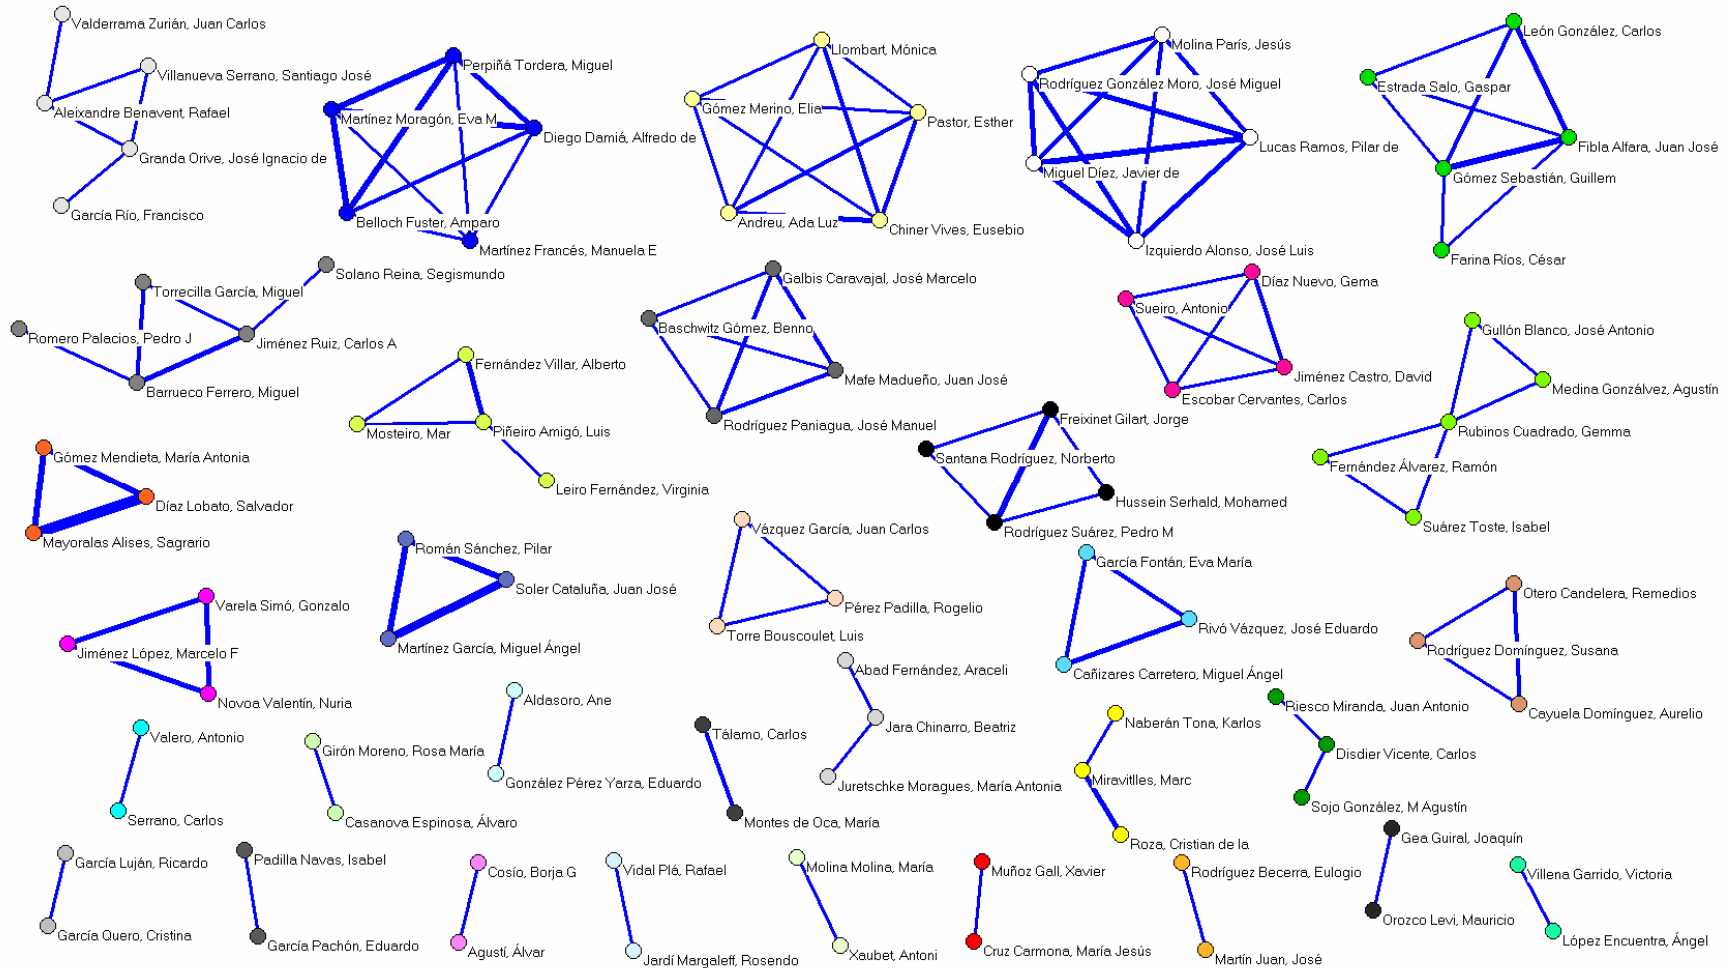 Valderrama Zurián, Juan Carlos
Villanueva Serrano, Santiago José
Aleixandre Benavent, Rafael
Granda Orive, José Ignacio de
García Río, Francisco
Perpiñá Tordera, Miguel
Martínez Moragón, Eva M
Diego Damiá, Alfredo de
Belloch Fuster, Amparo
Martínez Francés, Manuela E
Llombart, Mónica
Gómez Merino, Elia
Pastor, Esther
Andreu, Ada Luz
Chiner Vives, Eusebio
Molina París, Jesús
Rodríguez González Moro, José Miguel
Lucas Ramos, Pilar de
Miguel Díez, Javier de
Izquierdo Alonso, José Luis
León González, Carlos
Estrada Salo, Gaspar
Fibla Alfara, Juan José
Gómez Sebastián, Guillem
Farina Ríos, César
Solano Reina, Segismundo
Torrecilla García, Miguel
Romero Palacios, Pedro J
Jiménez Ruiz, Carlos A
Barrueco Ferrero, Miguel
Fernández Villar, Alberto
Mosteiro, Mar
Piñeiro Amigó, Luis
Leiro Fernández, Virginia
Galbis Caravajal, José Marcelo
Baschwitz Gómez, Benno
Mafe Madueño, Juan José
Rodríguez Paniagua, José Manuel
Díaz Nuevo, Gema
Sueiro, Antonio
Jiménez Castro, David
Escobar Cervantes, Carlos
Gullón Blanco, José Antonio
Medina Gonzálvez, Agustín
Rubinos Cuadrado, Gemma
Fernández Álvarez, Ramón
Suárez Toste, Isabel
Freixinet Gilart, Jorge
Santana Rodríguez, Norberto
Hussein Serhald, Mohamed
Rodríguez Suárez, Pedro M
Gómez Mendieta, María Antonia
Díaz Lobato, Salvador
Mayoralas Alises, Sagrario
Román Sánchez, Pilar
Soler Cataluña, Juan José
Martínez García, Miguel Ángel
Vázquez García, Juan Carlos
Pérez Padilla, Rogelio
Torre Bouscoulet, Luis
García Fontán, Eva María
Rivó Vázquez, José Eduardo
Cañizares Carretero, Miguel Ángel
Otero Candelera, Remedios
Rodríguez Domínguez, Susana
Cayuela Domínguez, Aurelio
Varela Simó, Gonzalo
Jiménez López, Marcelo F
Novoa Valentín, Nuria
Aldasoro, Ane
González Pérez Yarza, Eduardo
Abad Fernández, Araceli
Jara Chinarro, Beatriz
Juretschke Moragues, María Antonia
Tálamo, Carlos
Montes de Oca, María
Naberán Tona, Karlos
Miravitlles, Marc
Roza, Cristian de la
Riesco Miranda, Juan Antonio
Disdier Vicente, Carlos
Sojo González, M Agustín
Valero, Antonio
Serrano, Carlos
Girón Moreno, Rosa María
Casanova Espinosa, Álvaro
García Luján, Ricardo
García Quero, Cristina
Padilla Navas, Isabel
García Pachón, Eduardo
Cosío, Borja G
Agustí, Álvar
Vidal Plá, Rafael
Jardí Margaleff, Rosendo
Molina Molina, María
Xaubet, Antoni
Muñoz Gall, Xavier
Cruz Carmona, María Jesús
Rodríguez Becerra, Eulogio
Martín Juan, José
Gea Guiral, Joaquín
Orozco Levi, Mauricio
Villena Garrido, Victoria
López Encuentra, Ángel